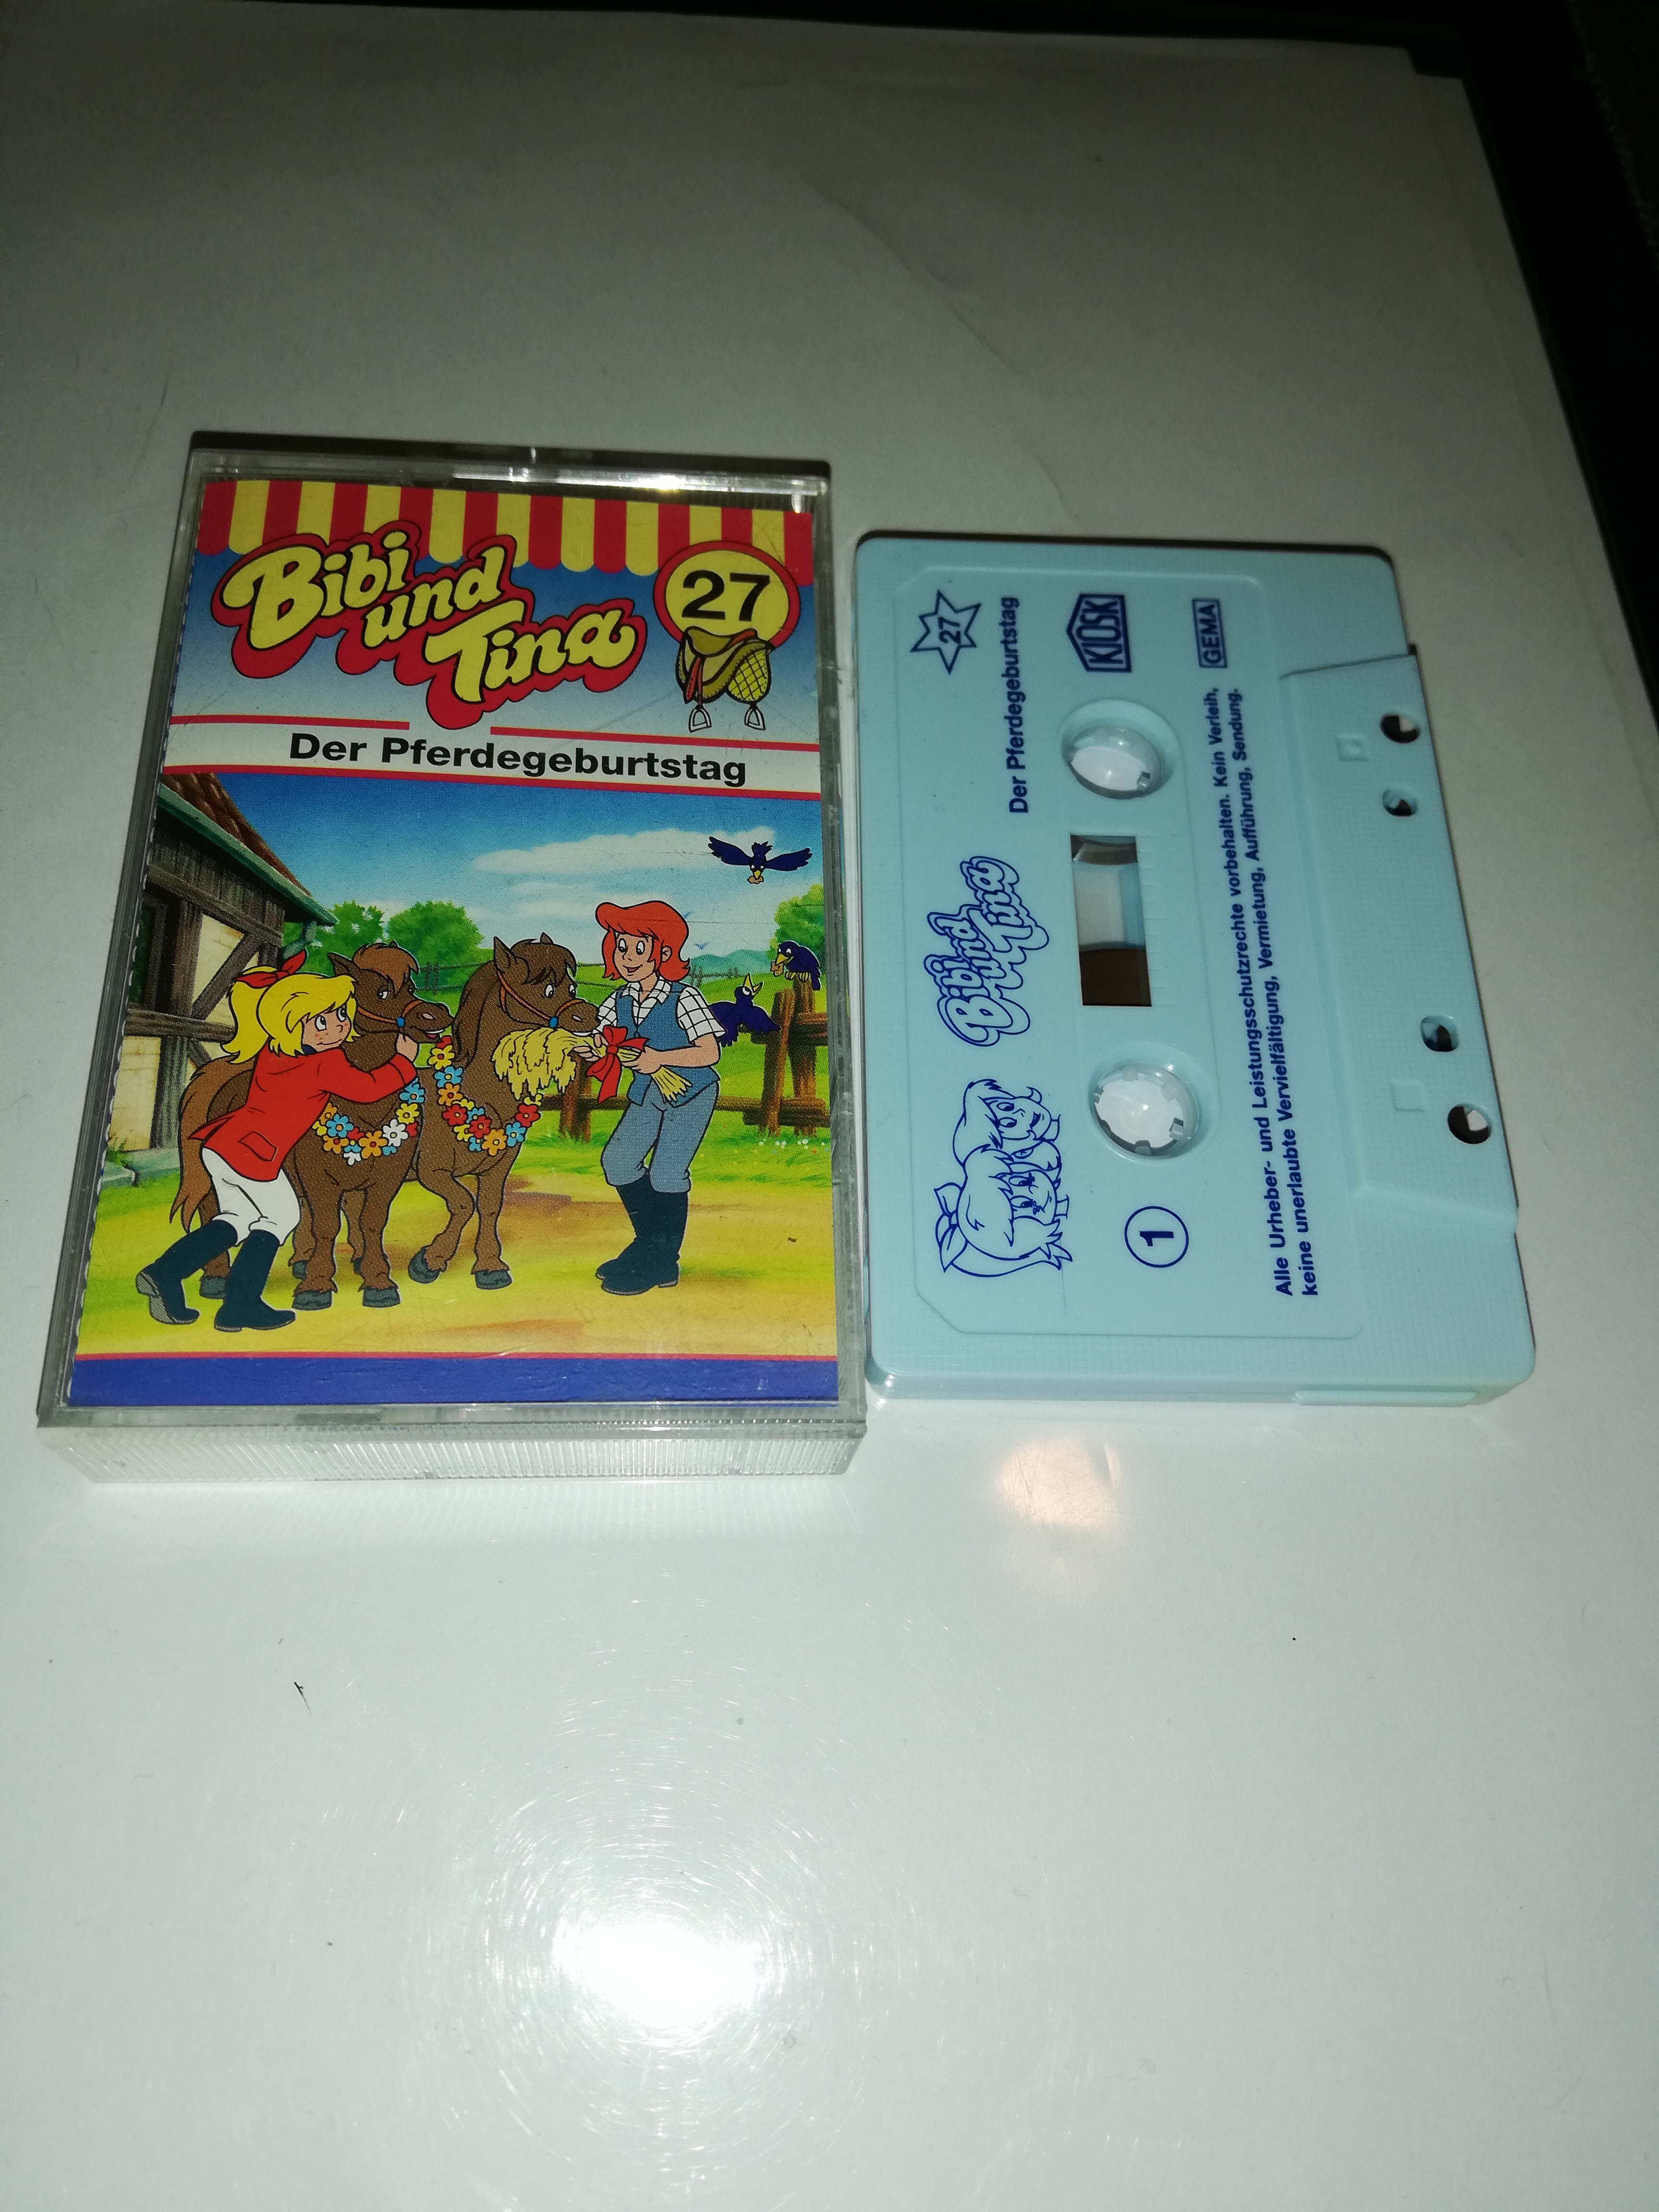 Bibi
und
Tina
27
Der Pferdegeburtstag
27
Der Pferdegeburtstag
KIOSK
GEMA
Bibi
und
Tina
1
Alle Urheber- und Leistungsschutzrechte vorbehalten. Kein Verleih,
keine unerlaubte Vervielfältigung, Vermietung, Aufführung, Sendung.